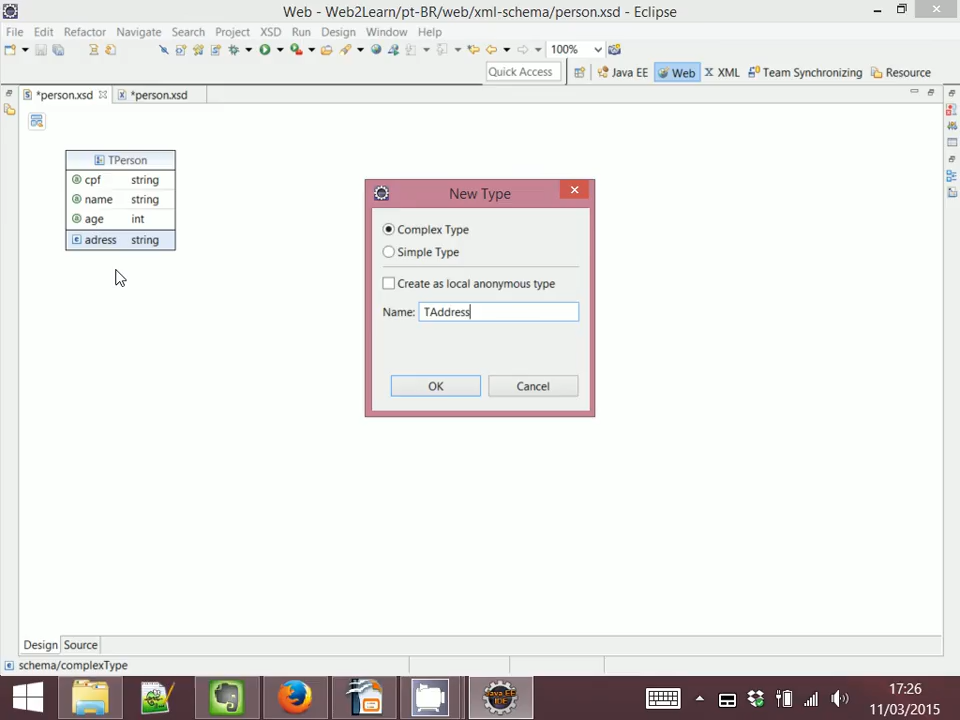 Web - Web2Learn/pt-BR/web/xml-schema/person.xsd - Eclipse
File Edit Refactor Navigate Search Project XSD Run Design Window Help
100%
Quick Access Java EE Web XML Team Synchronizing Resource
*person.xsd *person.xsd
TPerson
cpf string
name string
age int
adress string
New Type
Complex Type
Simple Type
Create as local anonymous type
Name: TAddress
OK Cancel
Design Source
schema/complexType
Java EE
IDE
17:26
11/03/2015